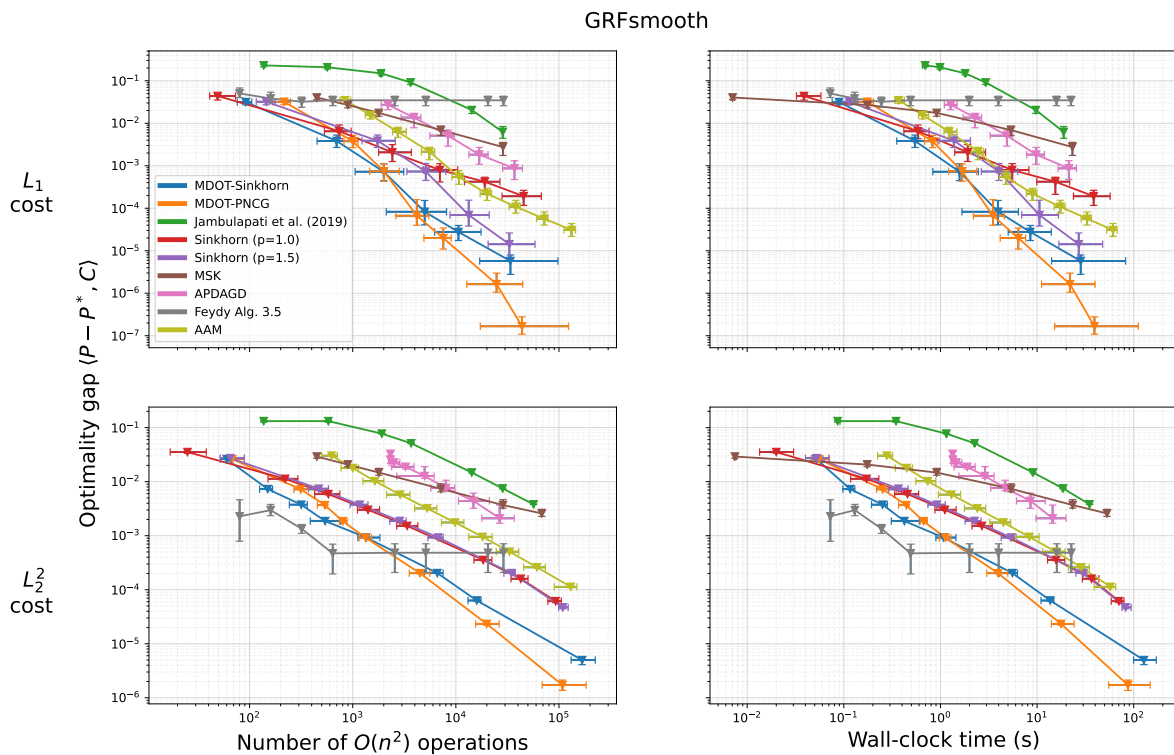 GRFsmooth
L₁
cost
10⁻¹
10⁻²
10⁻³
10⁻⁴
10⁻⁵
10⁻⁶
10⁻⁷
MDOT-Sinkhorn
MDOT-PNCG
Jambulapati et al. (2019)
Sinkhorn (p=1.0)
Sinkhorn (p=1.5)
MSK
APDAGD
Feydy Alg. 3.5
AAM
Optimality gap ⟨P − P*, C⟩
L₂²
cost
10⁻¹
10⁻²
10⁻³
10⁻⁴
10⁻⁵
10⁻⁶
10² 10³ 10⁴ 10⁵
10⁻² 10⁻¹ 10⁰ 10¹ 10²
Number of O(n²) operations
Wall-clock time (s)